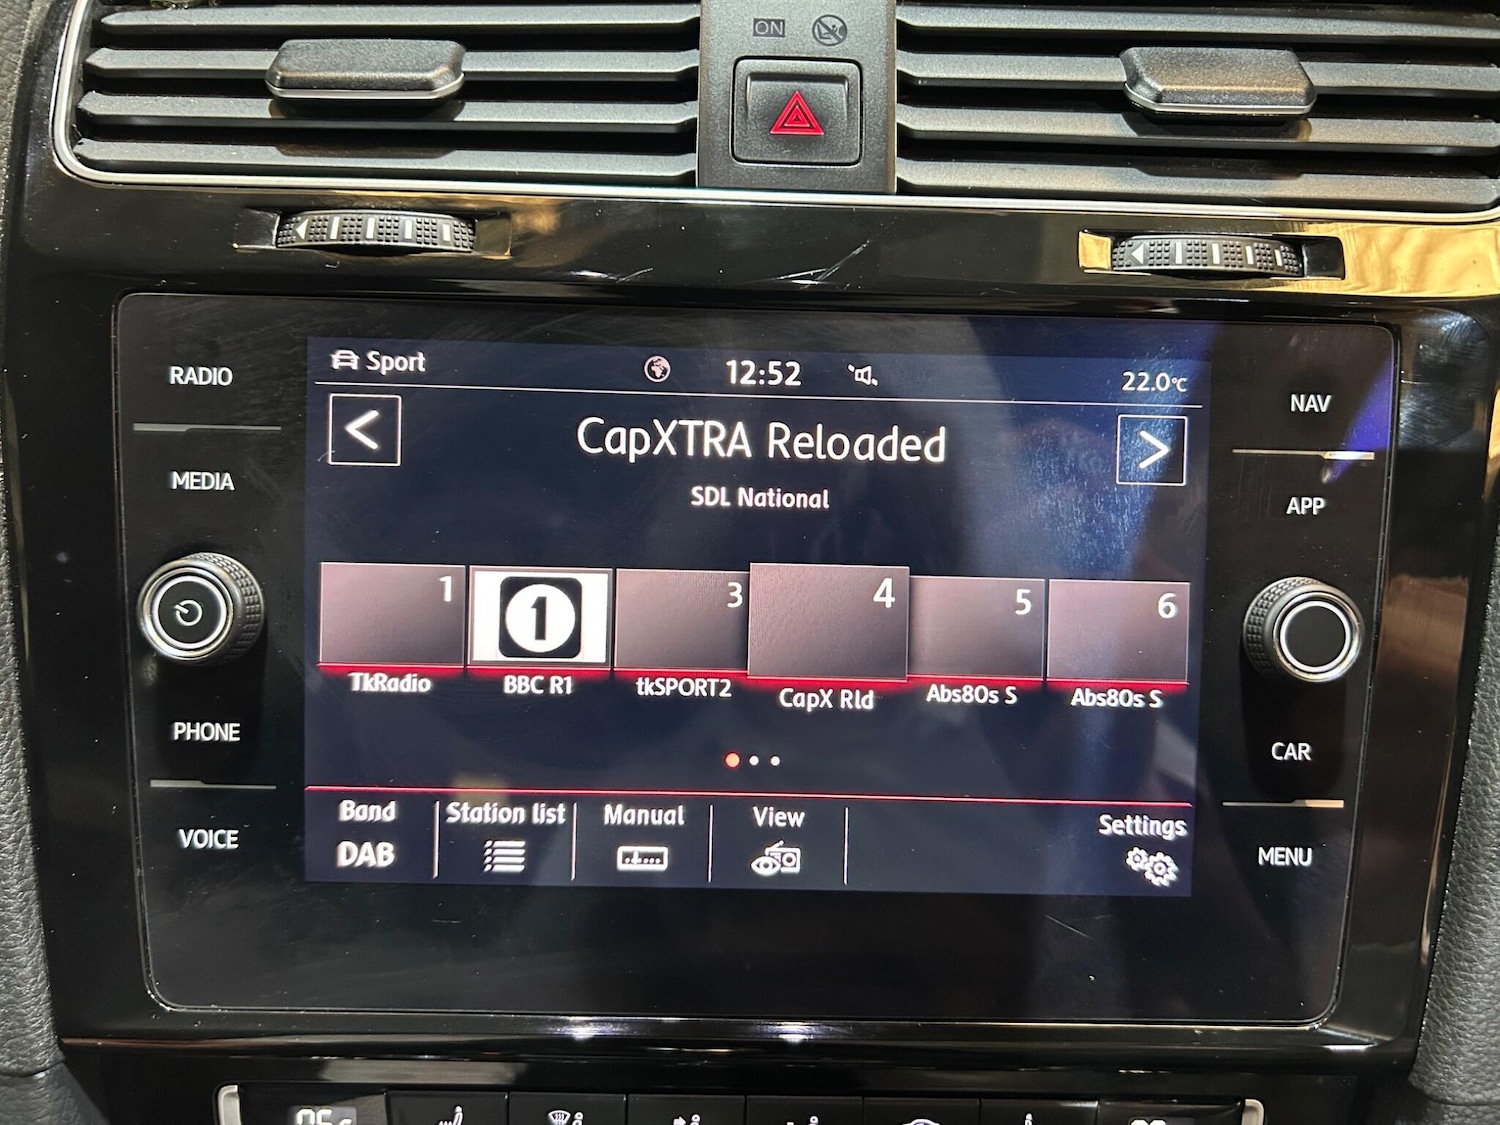 ON
RADIO
MEDIA
PHONE
VOICE
Sport
12:52
22.0°C
<
CapXTRA Reloaded
>
SDL National
1
1
3
4
5
6
TkRadio
BBC R1
tkSPORT2
CapX Rld
Abs80s S
Abs80s S
Band
Station list
Manual
View
Settings
DAB
NAV
APP
CAR
MENU